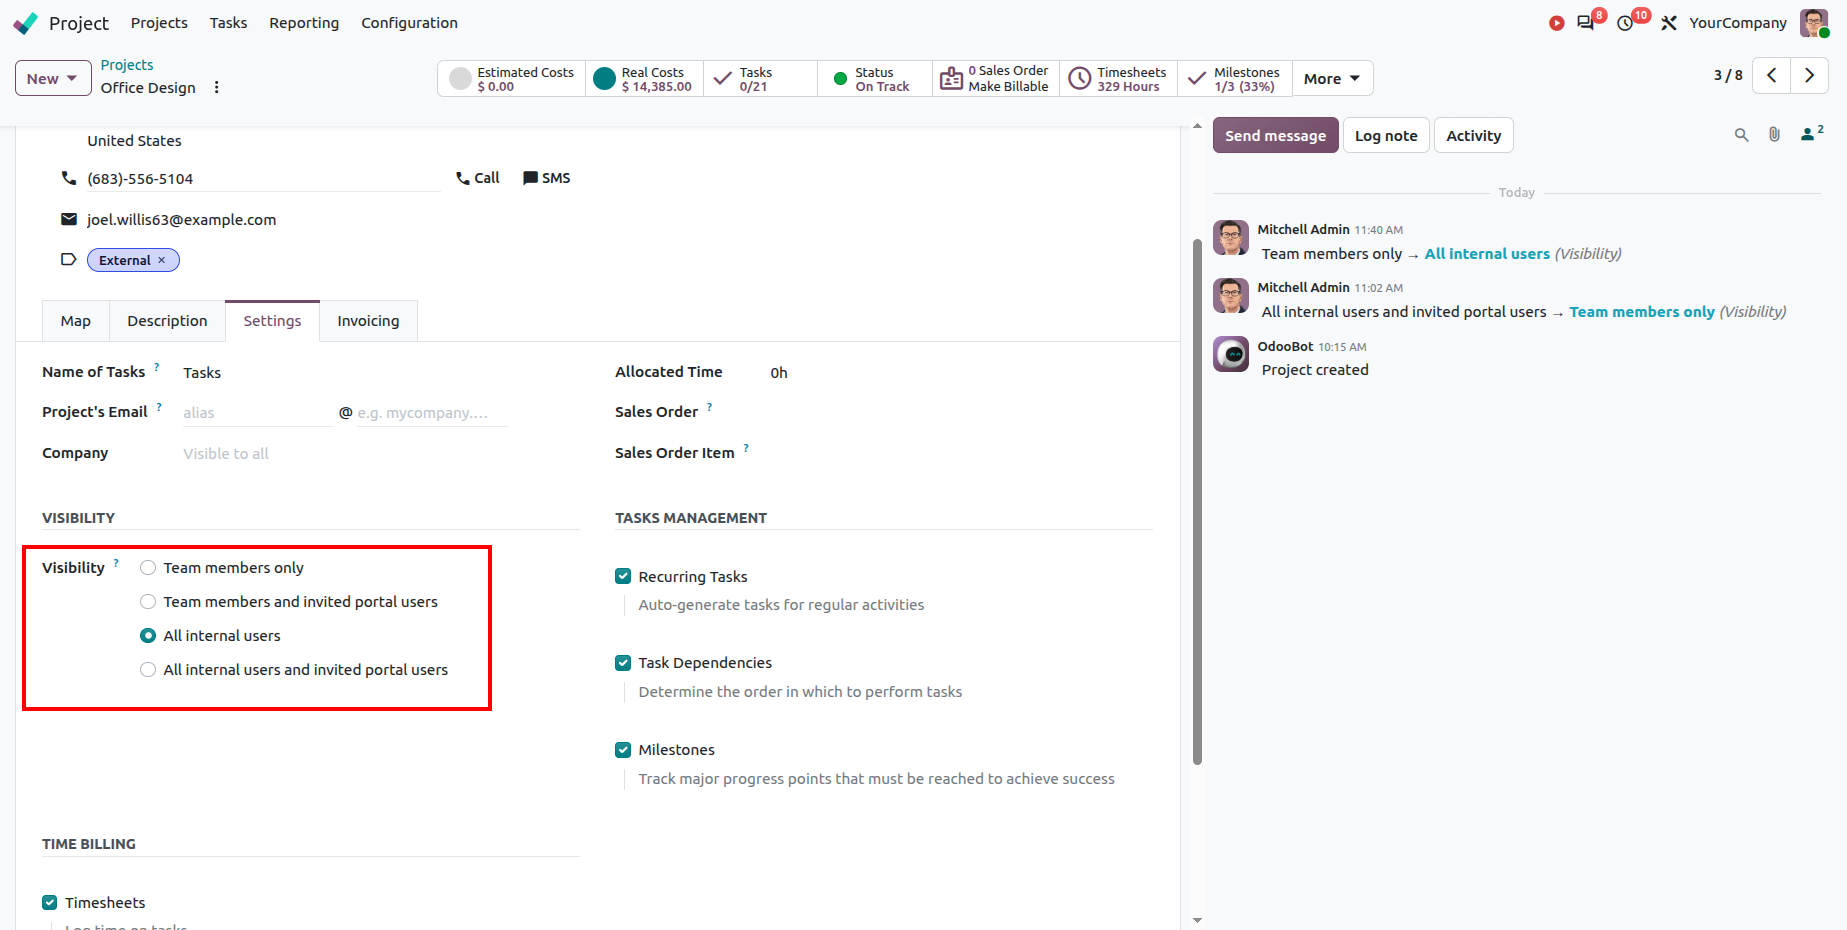 Project Projects Tasks Reporting Configuration 8 10 YourCompany
New Projects
Office Design
Estimated Costs
$ 0.00
Real Costs
$ 14,385.00
Tasks
0/21
Status
On Track
0 Sales Order
Make Billable
Timesheets
329 Hours
Milestones
1/3 (33%)
More
3 / 8
United States
(683)-556-5104 Call SMS
joel.willis63@example.com
External ×
Map Description Settings Invoicing
Name of Tasks ? Tasks
Project's Email ? alias @ e.g. mycompany....
Company Visible to all
Allocated Time 0h
Sales Order ?
Sales Order Item ?
VISIBILITY
Visibility ? Team members only
Team members and invited portal users
All internal users
All internal users and invited portal users
TASKS MANAGEMENT
Recurring Tasks
Auto-generate tasks for regular activities
Task Dependencies
Determine the order in which to perform tasks
Milestones
Track major progress points that must be reached to achieve success
TIME BILLING
Timesheets
Log time on tasks
Send message Log note Activity 2
Today
Mitchell Admin 11:40 AM
Team members only → All internal users (Visibility)
Mitchell Admin 11:02 AM
All internal users and invited portal users → Team members only (Visibility)
OdooBot 10:15 AM
Project created